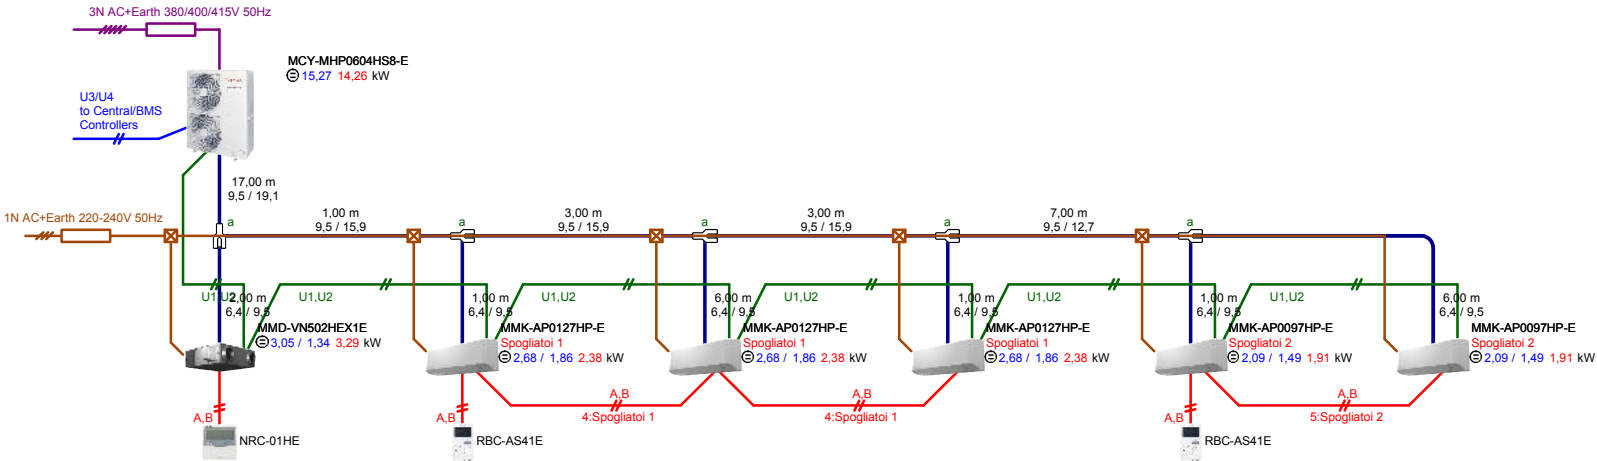 3N AC+Earth 380/400/415V 50Hz
MCY-MHP0604HS8-E
15,27 14,26 kW
U3/U4
to Central/BMS
Controllers
17,00 m
9,5 / 19,1
1N AC+Earth 220-240V 50Hz
a
1,00 m
9,5 / 15,9
a
3,00 m
9,5 / 15,9
a
3,00 m
9,5 / 15,9
a
7,00 m
9,5 / 12,7
a
U1,U2
2,00 m
6,4 / 9,5
U1,U2
1,00 m
6,4 / 9,5
U1,U2
6,00 m
6,4 / 9,5
U1,U2
1,00 m
6,4 / 9,5
U1,U2
1,00 m
6,4 / 9,5
U1,U2
6,00 m
6,4 / 9,5
MMD-VN502HEX1E
3,05 / 1,34 3,29 kW
MMK-AP0127HP-E
Spogliatoi 1
2,68 / 1,86 2,38 kW
MMK-AP0127HP-E
Spogliatoi 1
2,68 / 1,86 2,38 kW
MMK-AP0127HP-E
Spogliatoi 1
2,68 / 1,86 2,38 kW
MMK-AP0097HP-E
Spogliatoi 2
2,09 / 1,49 1,91 kW
MMK-AP0097HP-E
Spogliatoi 2
2,09 / 1,49 1,91 kW
A,B
NRC-01HE
A,B
RBC-AS41E
A,B
4:Spogliatoi 1
A,B
4:Spogliatoi 1
A,B
RBC-AS41E
A,B
5:Spogliatoi 2